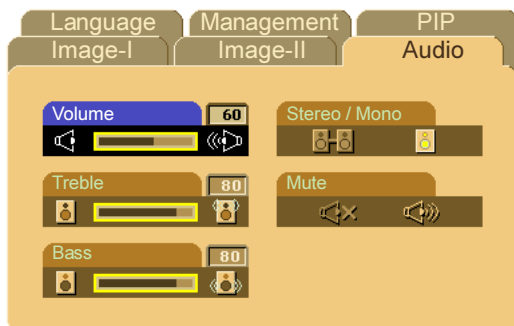 Language Management PIP
Image-I Image-II Audio
Volume 60
Stereo / Mono
Treble 80
Mute
Bass 80